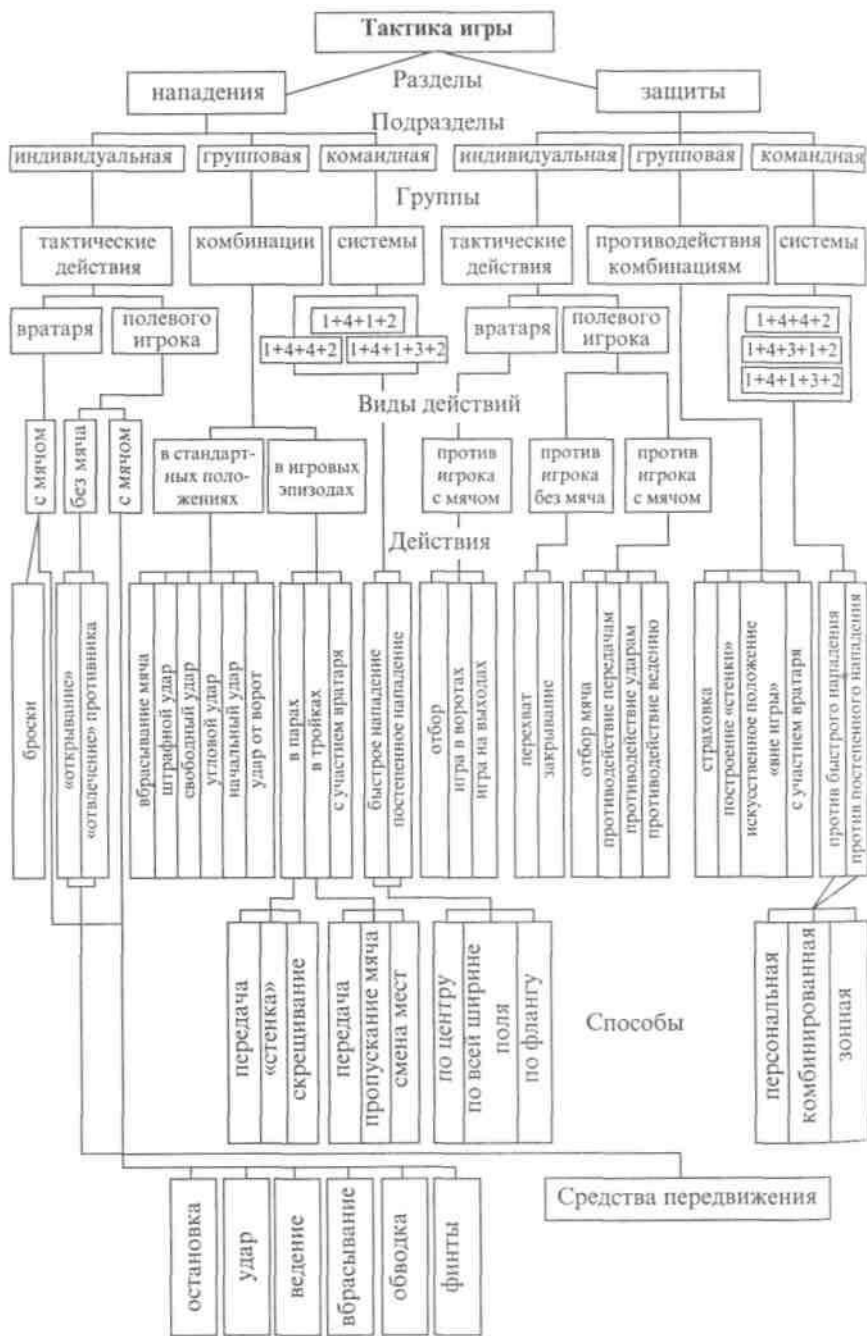 Тактика игры
нападения
Разделы
защиты
Подразделы
индивидуальная
групповая
командная
индивидуальная
групповая
командная
Группы
тактические
действия
комбинации
системы
тактические
действия
противодействия
комбинациям
системы
вратаря
полевого
игрока
1+4+1+2
1+4+4+2
1+4+1+3+2
вратаря
полевого
игрока
1+4+4+2
1+4+3+1+2
1+4+1+3+2
Виды действий
с мячом
без мяча
с мячом
в стандарт-
ных поло-
жениях
в игровых
эпизодах
против
игрока
с мячом
против
игрока
без мяча
против
игрока
с мячом
Действия
броски
«открывание»
«отвлечение» противника
вбрасывание мяча
штрафной удар
свободный удар
угловой удар
начальный удар
удар от ворот
в парах
в тройках
с участием вратаря
быстрое нападение
постепенное нападение
отбор
игра в воротах
игра на выходах
перехват
закрывание
отбор мяча
противодействие передачам
противодействие ударам
противодействие ведению
страховка
построение «стенки»
искусственное положение
«вне игры»
с участием вратаря
против быстрого нападения
против постепенного нападения
передача
«стенка»
скрещивание
передача
пропускание мяча
смена мест
по центру
по всей ширине
поля
по флангу
Способы
персональная
комбинированная
зонная
Средства передвижения
остановка
удар
ведение
вбрасывание
обводка
финты